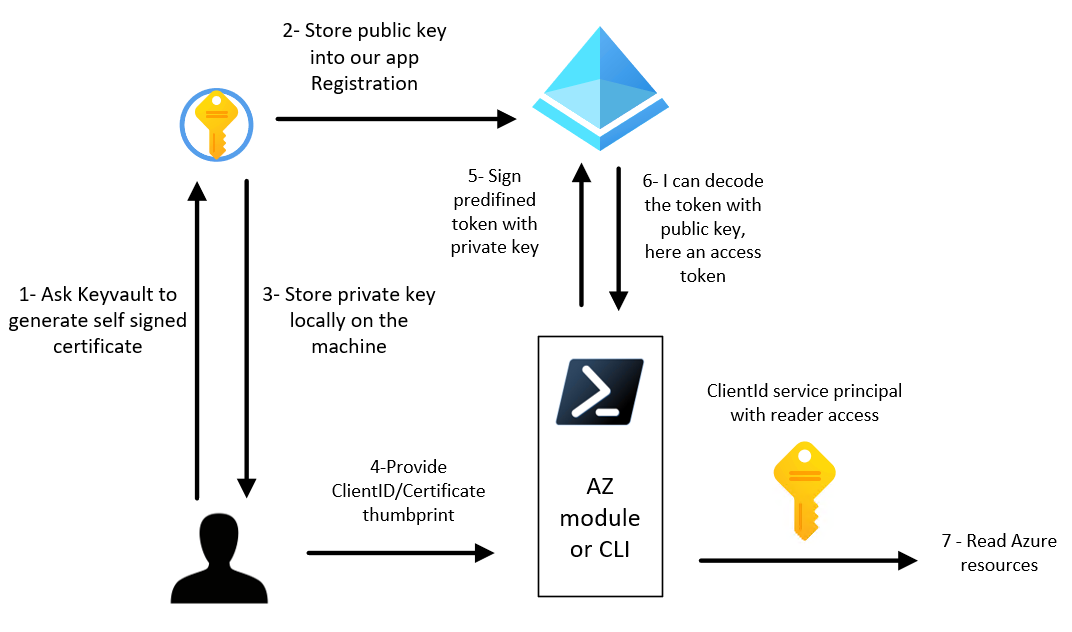 2- Store public key
into our app
Registration
5- Sign
predifined
token with
private key
6- I can decode
the token with
public key,
here an access
token
1- Ask Keyvault to
generate self signed
certificate
3- Store private key
locally on the
machine
ClientId service principal
with reader access
4-Provide
ClientID/Certificate
thumbprint
AZ
module
or CLI
7 - Read Azure
resources